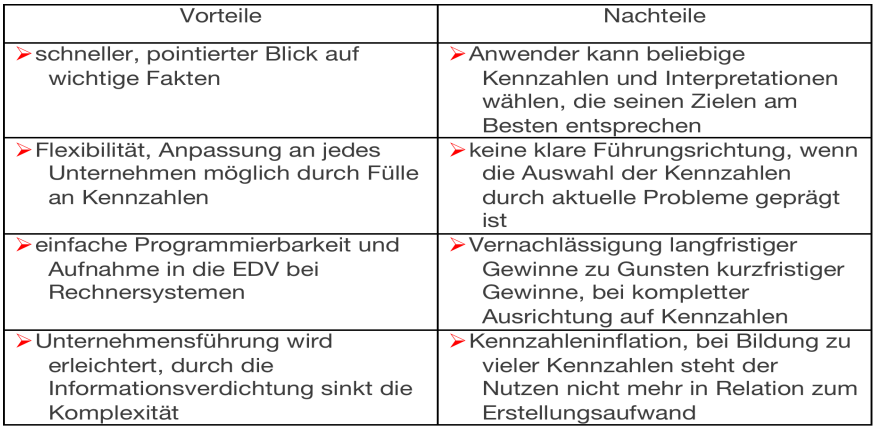 Vorteile
Nachteile
➢schneller, pointierter Blick auf
wichtige Fakten
➢Anwender kann beliebige
Kennzahlen und Interpretationen
wählen, die seinen Zielen am
Besten entsprechen
➢Flexibilität, Anpassung an jedes
Unternehmen möglich durch Fülle
an Kennzahlen
➢keine klare Führungsrichtung, wenn
die Auswahl der Kennzahlen
durch aktuelle Probleme geprägt
ist
➢einfache Programmierbarkeit und
Aufnahme in die EDV bei
Rechnersystemen
➢Vernachlässigung langfristiger
Gewinne zu Gunsten kurzfristiger
Gewinne, bei kompletter
Ausrichtung auf Kennzahlen
➢Unternehmensführung wird
erleichtert, durch die
Informationsverdichtung sinkt die
Komplexität
➢Kennzahleninflation, bei Bildung zu
vieler Kennzahlen steht der
Nutzen nicht mehr in Relation zum
Erstellungsaufwand